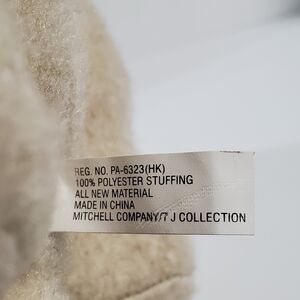 REG. NO. PA-6323(HK)
100% POLYESTER STUFFING
ALL NEW MATERIAL
MADE IN CHINA
MITCHELL COMPANY/7 J COLLECTION